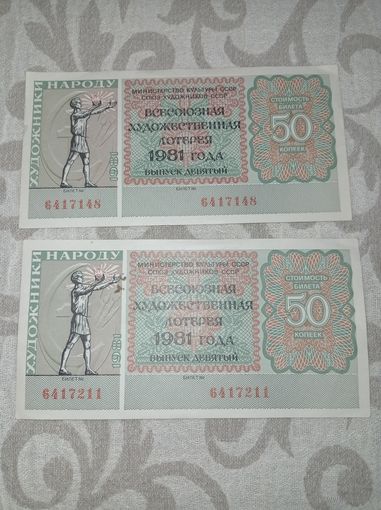 ХУДОЖНИКИ
НАРОДУ
1981
БИЛЕТ №
6417148
МИНИСТЕРСТВО КУЛЬТУРЫ СССР
СОЮЗ ХУДОЖНИКОВ СССР
ВСЕСОЮЗНАЯ
ХУДОЖЕСТВЕННАЯ
ЛОТЕРЕЯ
1981 ГОДА
ВЫПУСК ДЕВЯТЫЙ
БИЛЕТ №
6417148
СТОИМОСТЬ
БИЛЕТА
50
КОПЕЕК
ХУДОЖНИКИ
НАРОДУ
1981
БИЛЕТ №
6417211
МИНИСТЕРСТВО КУЛЬТУРЫ СССР
СОЮЗ ХУДОЖНИКОВ СССР
ВСЕСОЮЗНАЯ
ХУДОЖЕСТВЕННАЯ
ЛОТЕРЕЯ
1981 ГОДА
ВЫПУСК ДЕВЯТЫЙ
БИЛЕТ №
6417211
СТОИМОСТЬ
БИЛЕТА
50
КОПЕЕК